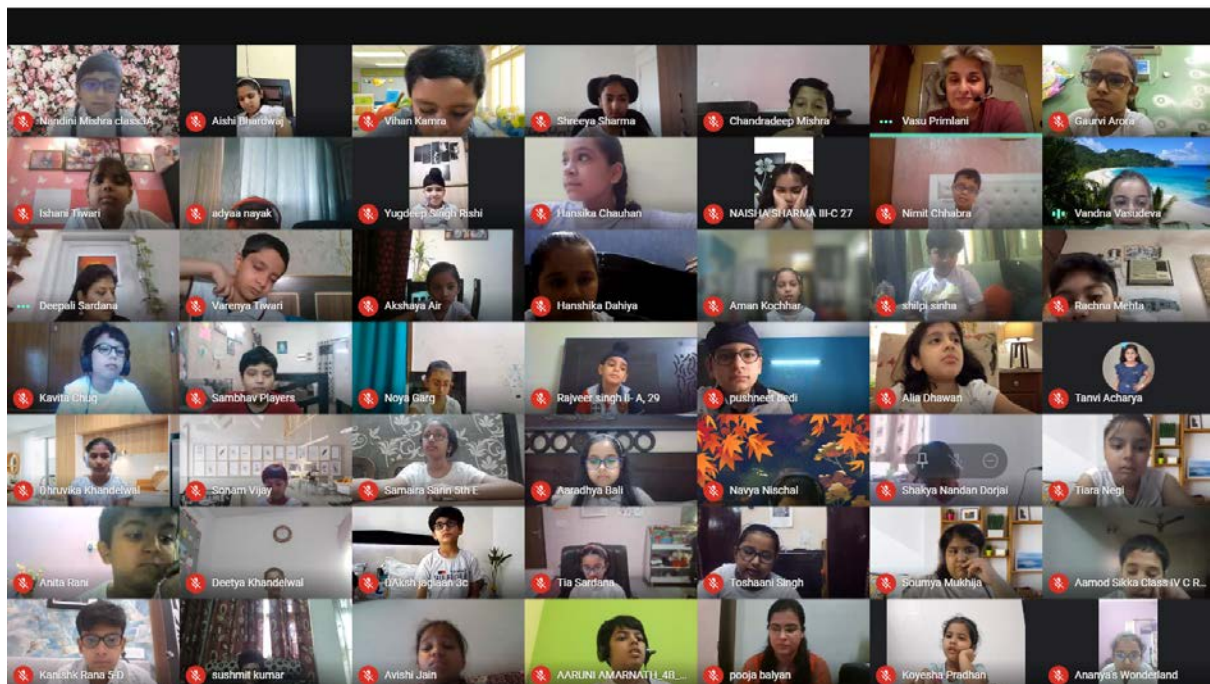 Nandini Mishra class.IA
Aishi Bhardwaj
Vihan Kamra
Shreeya Sharma
Chandradeep Mishra
Vasu Primlani
Gaurvi Arora
Ishani Tiwari
adyaa nayak
Yugdeep Singh Rishi
Hansika Chauhan
NAISHA SHARMA III-C 27
Nimit Chhabra
Vandna Vasudeva
Deepali Sardana
Varenya Tiwari
Akshaya Air
Hanshika Dahiya
Aman Kochhar
shilpi sinha
Rachna Mehta
Kavita Chug
Sambhav Players
Noya Garg
Rajveer singh II- A, 29
pushneet bedi
Alia Dhawan
Tanvi Acharya
Dhruvika Khandelwal
Sonam Vijay
Samaira Sarin 5th E
Aaradhya Bali
Navya Nischal
Shakya Nandan Dorjai
Tiara Negi
Anita Rani
Deetya Khandelwal
DAksh jaglaan 3c
Tia Sardana
Toshaani Singh
Soumya Mukhija
Aamod Sikka Class IV C R...
Kanishk Rana 5-D
sushmit kumar
Avishi Jain
AARUNI AMARNATH_4B_...
pooja balyan
Koyesha Pradhan
Ananya's Wonderland